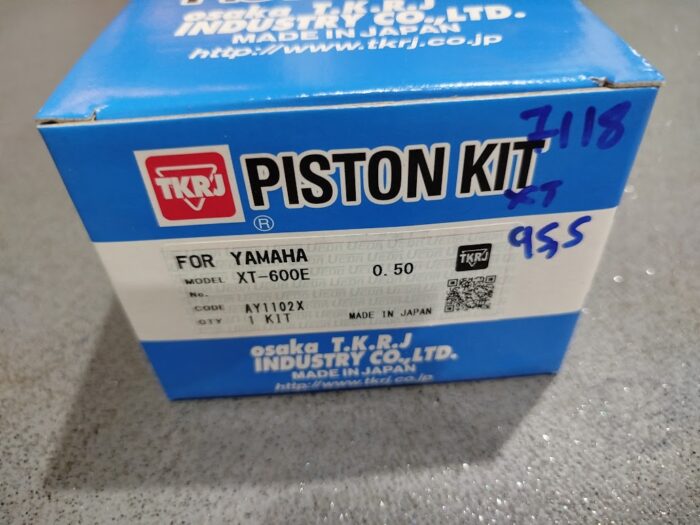 osaka T.K.R.J
INDUSTRY CO.,LTD.
MADE IN JAPAN
http://www.tkrj.co.jp
7118
TKRJ PISTON KIT
®
XT
955
FOR YAMAHA
MODEL XT-600E 0.50 TKRJ
No.
CODE AY1102X
QTY 1 KIT MADE IN JAPAN
osaka T.K.R.J
INDUSTRY CO.,LTD.
MADE IN JAPAN
http://www.tkrj.co.jp